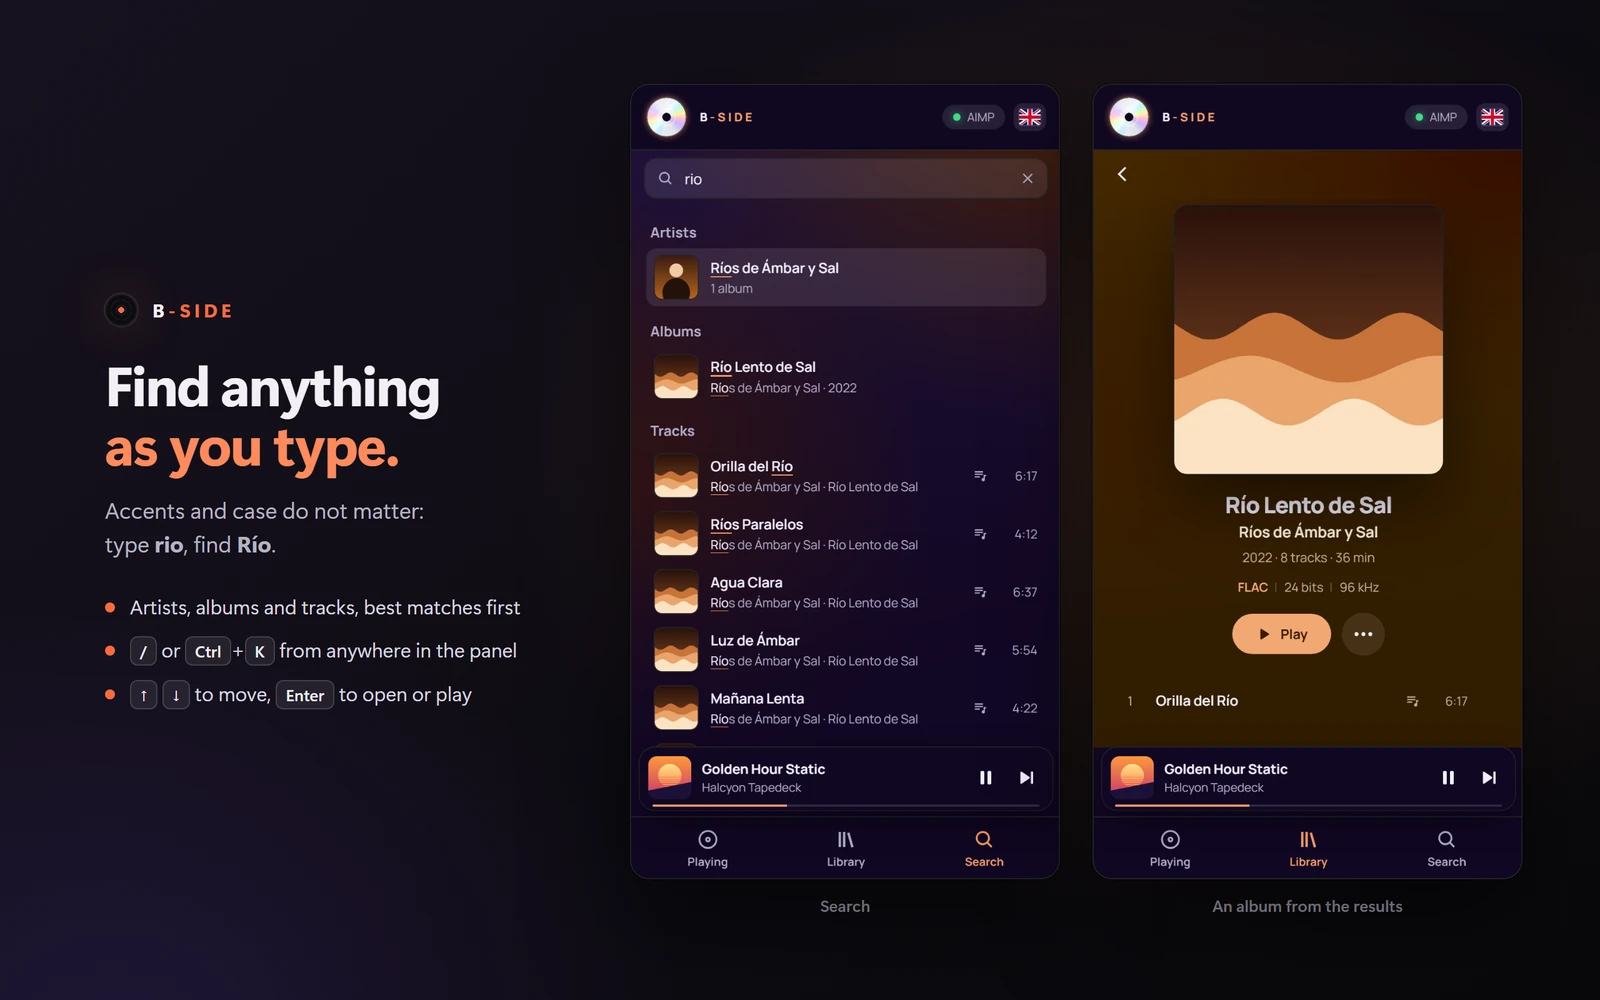 B-SIDE
Find anything
as you type.
Accents and case do not matter:
type rio, find Río.
Artists, albums and tracks, best matches first
/ or Ctrl + K from anywhere in the panel
↑ ↓ to move, Enter to open or play
B-SIDE
AIMP
rio
Artists
Ríos de Ámbar y Sal
1 album
Albums
Río Lento de Sal
Ríos de Ámbar y Sal · 2022
Tracks
Orilla del Río
Ríos de Ámbar y Sal · Río Lento de Sal
6:17
Ríos Paralelos
Ríos de Ámbar y Sal · Río Lento de Sal
4:12
Agua Clara
Ríos de Ámbar y Sal · Río Lento de Sal
6:37
Luz de Ámbar
Ríos de Ámbar y Sal · Río Lento de Sal
5:54
Mañana Lenta
Ríos de Ámbar y Sal · Río Lento de Sal
4:22
Golden Hour Static
Halcyon Tapedeck
Playing
Library
Search
Search
B-SIDE
AIMP
Río Lento de Sal
Ríos de Ámbar y Sal
2022 · 8 tracks · 36 min
FLAC | 24 bits | 96 kHz
Play
1 Orilla del Río 6:17
Golden Hour Static
Halcyon Tapedeck
Playing
Library
Search
An album from the results